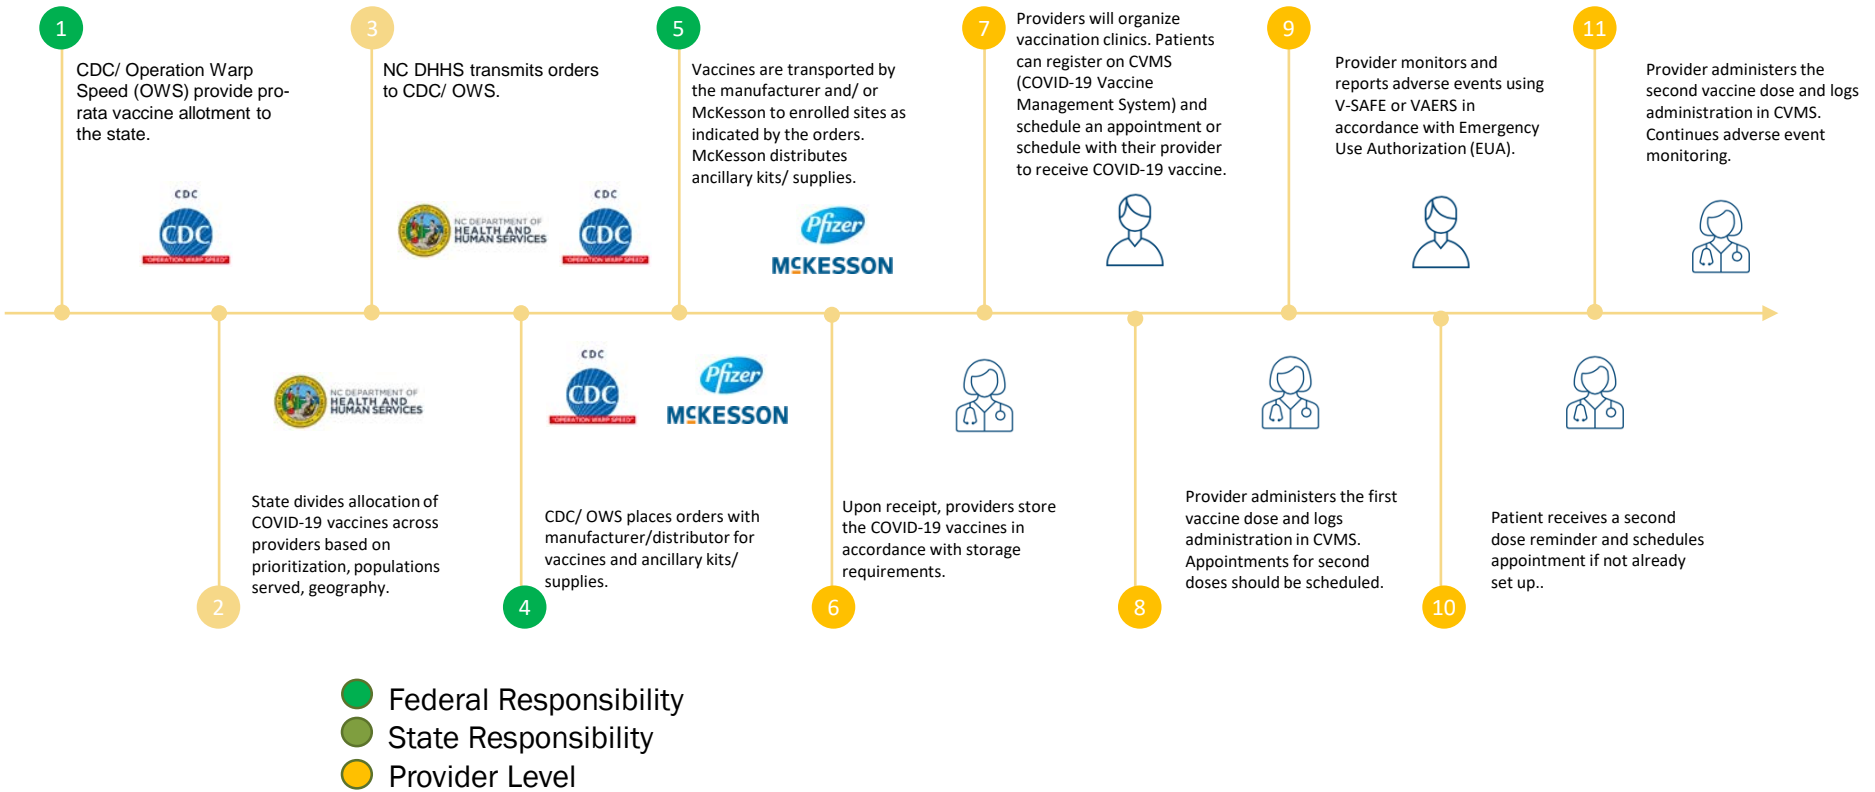 1
CDC/ Operation Warp
Speed (OWS) provide pro-
rata vaccine allotment to
the state.
CDC
CDC
"OPERATION WARP SPEED"
3
NC DHHS transmits orders
to CDC/ OWS.
NC DEPARTMENT OF
HEALTH AND
HUMAN SERVICES
CDC
CDC
"OPERATION WARP SPEED"
5
Vaccines are transported by
the manufacturer and/ or
McKesson to enrolled sites as
indicated by the orders.
McKesson distributes
ancillary kits/ supplies.
Pfizer
MCKESSON
7
Providers will organize
vaccination clinics. Patients
can register on CVMS
(COVID-19 Vaccine
Management System) and
schedule an appointment or
schedule with their provider
to receive COVID-19 vaccine.
9
Provider monitors and
reports adverse events using
V-SAFE or VAERS in
accordance with Emergency
Use Authorization (EUA).
11
Provider administers the
second vaccine dose and logs
administration in CVMS.
Continues adverse event
monitoring.
NC DEPARTMENT OF
HEALTH AND
HUMAN SERVICES
State divides allocation of
COVID-19 vaccines across
providers based on
prioritization, populations
served, geography.
2
CDC
CDC
"OPERATION WARP SPEED"
Pfizer
MCKESSON
CDC/ OWS places orders with
manufacturer/distributor for
vaccines and ancillary kits/
supplies.
4
Upon receipt, providers store
the COVID-19 vaccines in
accordance with storage
requirements.
6
Provider administers the first
vaccine dose and logs
administration in CVMS.
Appointments for second
doses should be scheduled.
8
Patient receives a second
dose reminder and schedules
appointment if not already
set up..
10
Federal Responsibility
State Responsibility
Provider Level